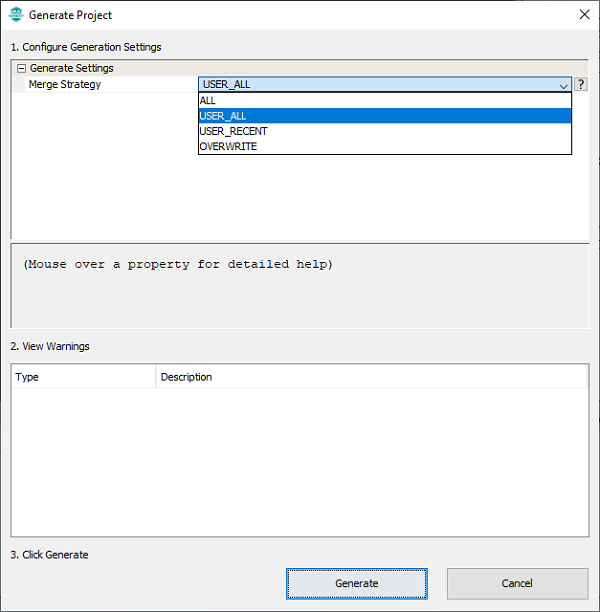 Generate Project
1. Configure Generation Settings
Generate Settings
Merge Strategy USER_ALL ?
ALL
USER_ALL
USER_RECENT
OVERWRITE
(Mouse over a property for detailed help)
2. View Warnings
Type Description
3. Click Generate
Generate Cancel